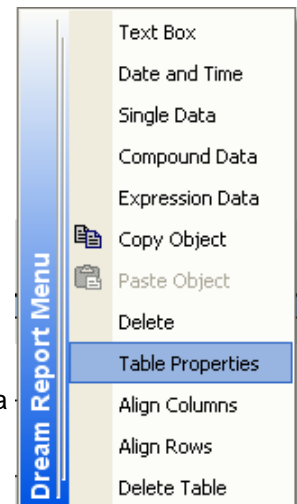 Text Box
Date and Time
Single Data
Compound Data
Expression Data
Copy Object
Paste Object
Delete
Table Properties
Align Columns
Align Rows
Delete Table
Dream Report Menu
a